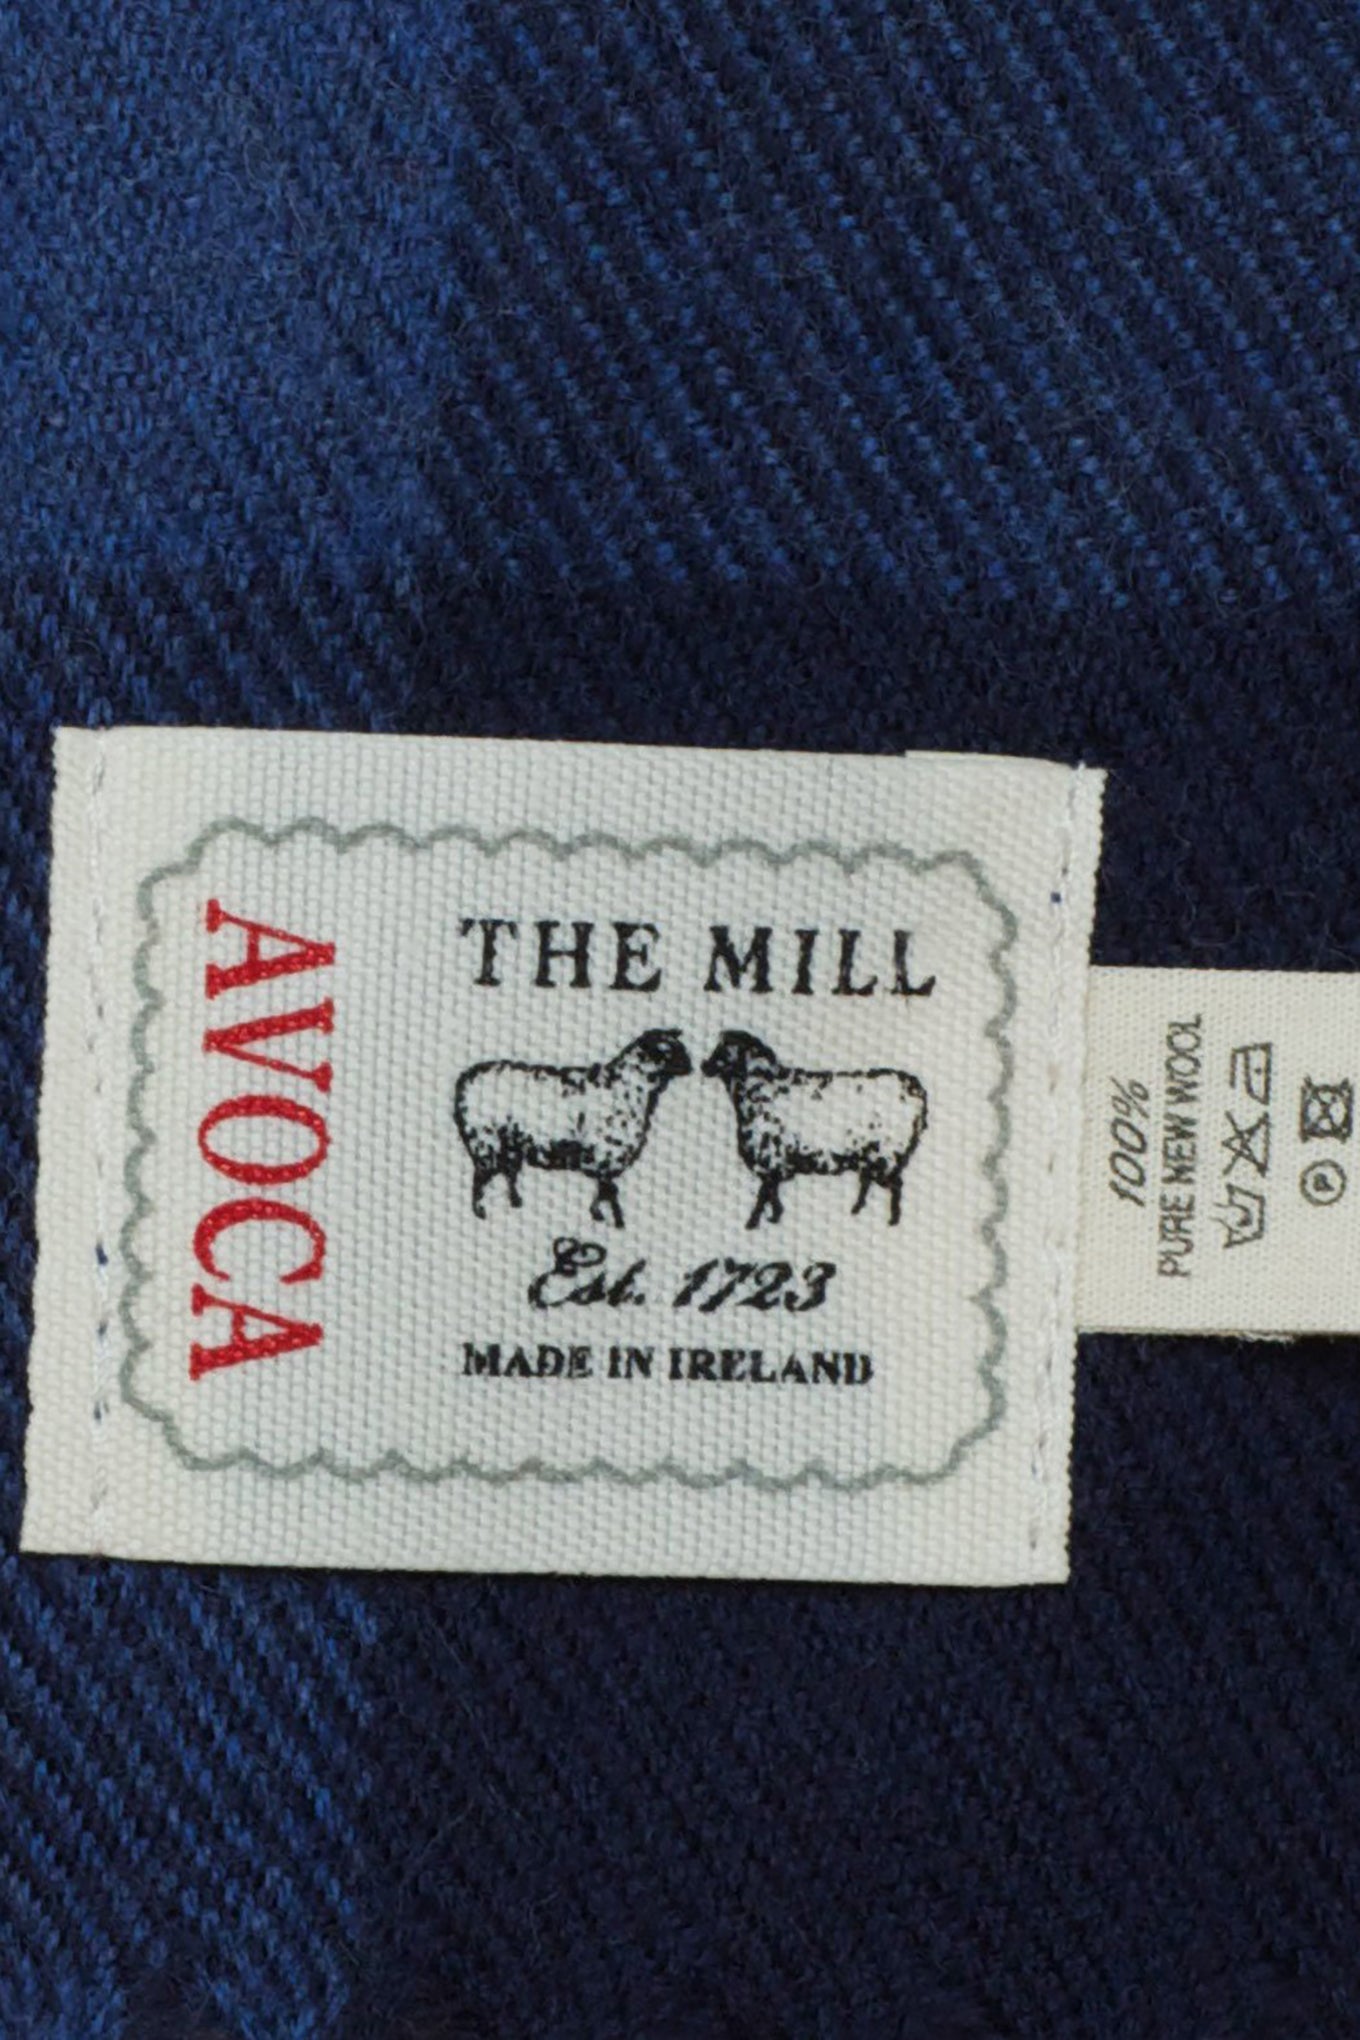 AVOCA
THE MILL
Est. 1723
MADE IN IRELAND
100%
PURE NEW WOOL
P